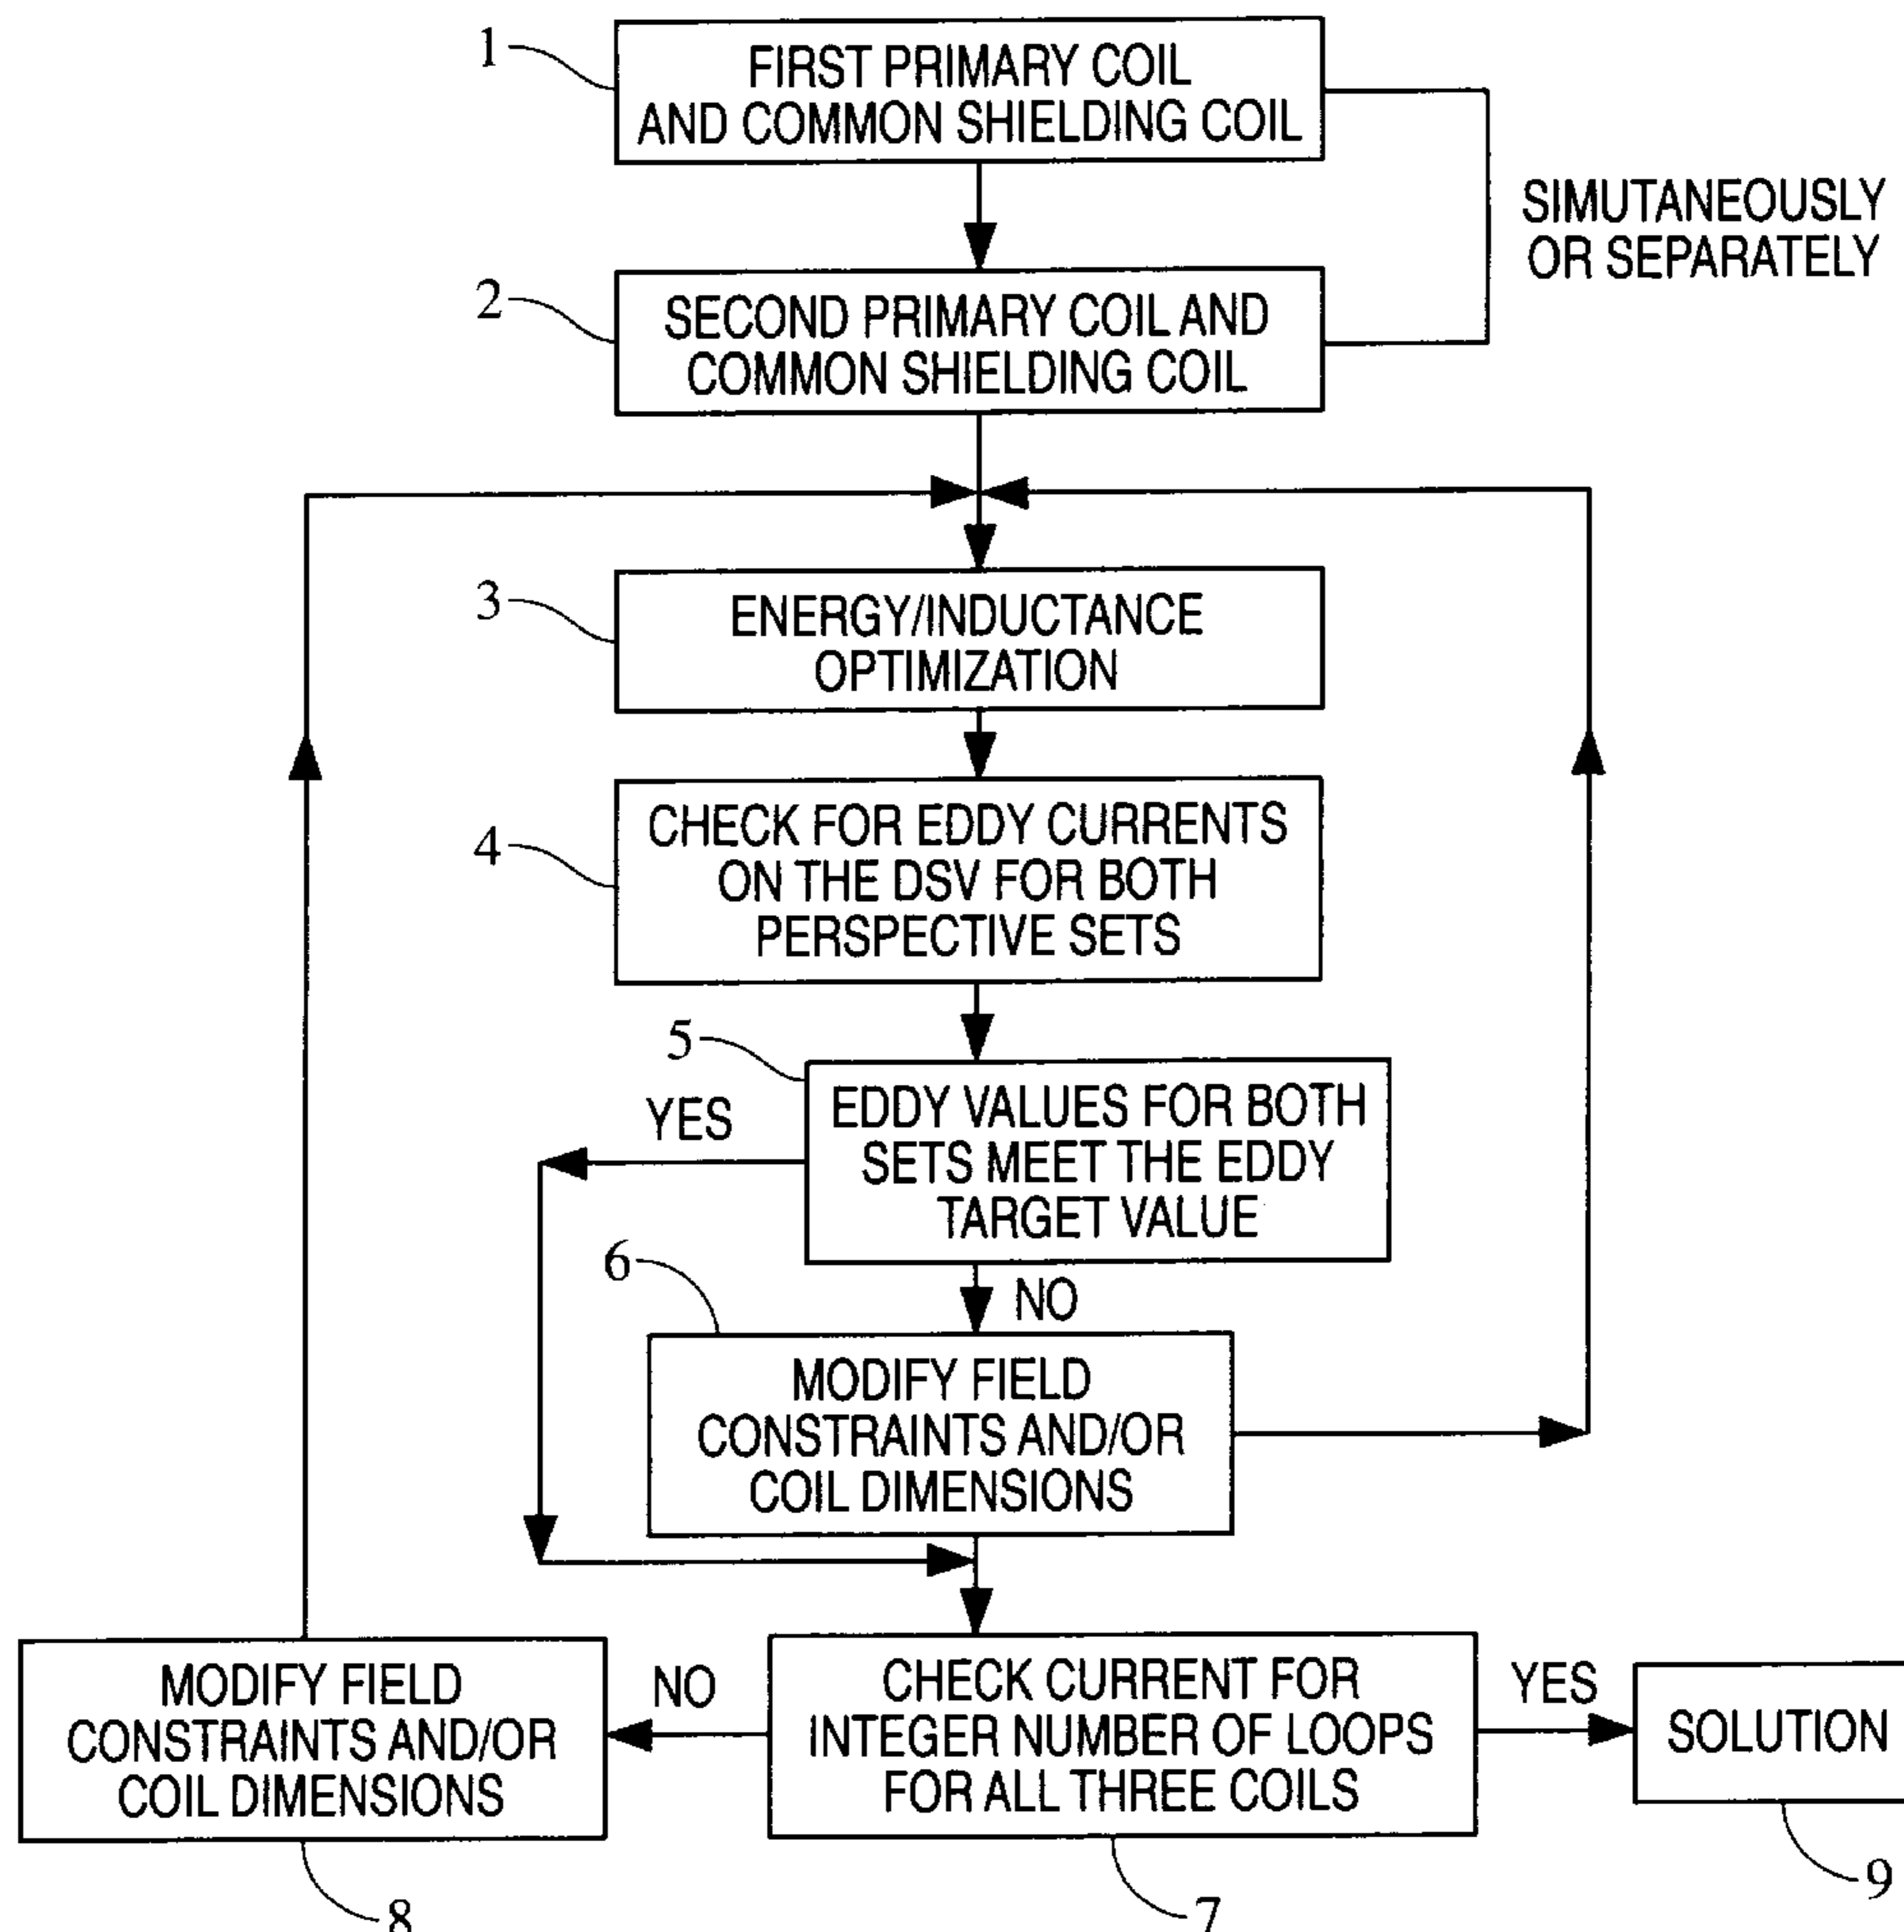 1
FIRST PRIMARY COIL
AND COMMON SHIELDING COIL
SIMUTANEOUSLY
OR SEPARATELY
2
SECOND PRIMARY COIL AND
COMMON SHIELDING COIL
3
ENERGY/INDUCTANCE
OPTIMIZATION
4
CHECK FOR EDDY CURRENTS
ON THE DSV FOR BOTH
PERSPECTIVE SETS
5
EDDY VALUES FOR BOTH
SETS MEET THE EDDY
TARGET VALUE
YES
NO
6
MODIFY FIELD
CONSTRAINTS AND/OR
COIL DIMENSIONS
MODIFY FIELD
CONSTRAINTS AND/OR
COIL DIMENSIONS
8
NO
CHECK CURRENT FOR
INTEGER NUMBER OF LOOPS
FOR ALL THREE COILS
7
YES
SOLUTION
9